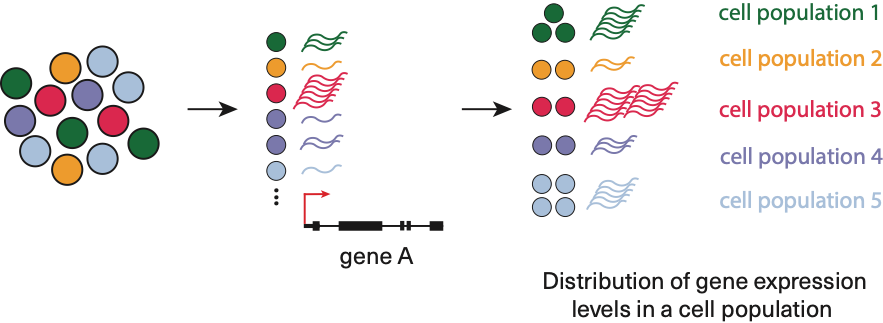 cell population 1
cell population 2
cell population 3
cell population 4
cell population 5
gene A
Distribution of gene expression
levels in a cell population